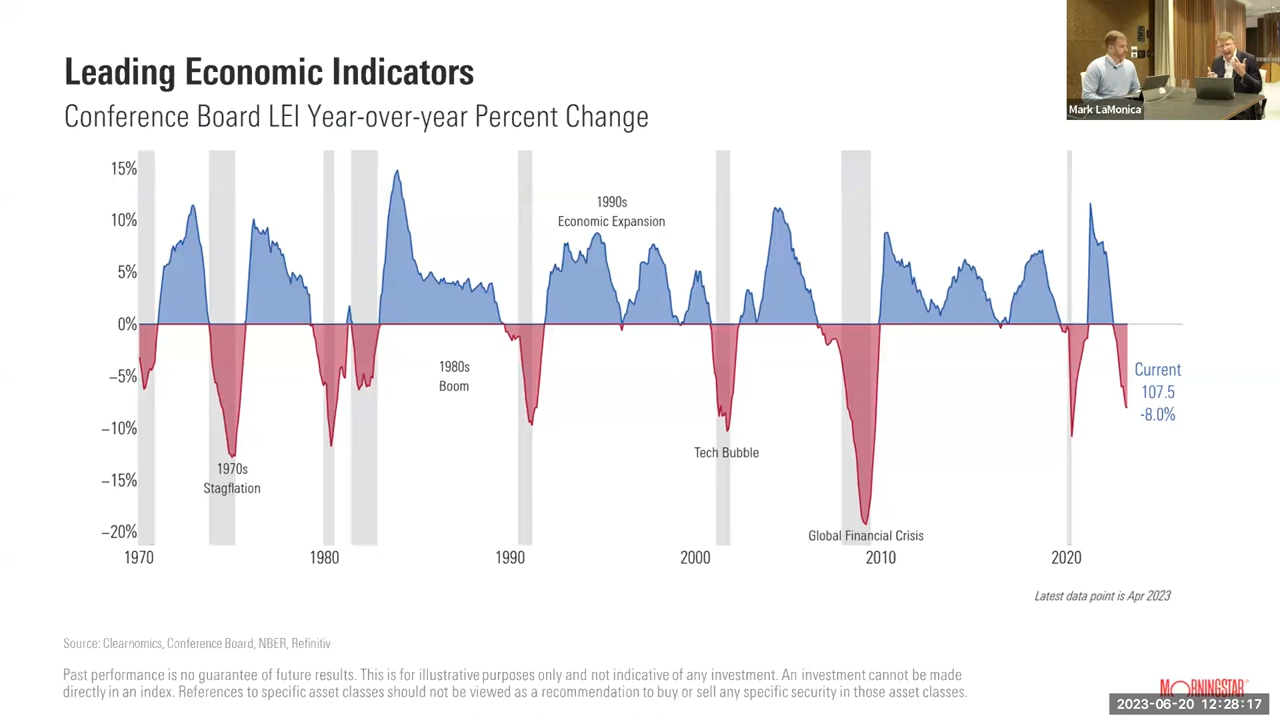 Leading Economic Indicators
Conference Board LEI Year-over-year Percent Change
Mark LaMonica
15%
10%
5%
0%
−5%
−10%
−15%
−20%
1990s
Economic Expansion
1980s
Boom
1970s
Stagflation
Tech Bubble
Global Financial Crisis
Current
107.5
-8.0%
1970
1980
1990
2000
2010
2020
Latest data point is Apr 2023
Source: Clearnomics, Conference Board, NBER, Refinitiv
Past performance is no guarantee of future results. This is for illustrative purposes only and not indicative of any investment. An investment cannot be made
directly in an index. References to specific asset classes should not be viewed as a recommendation to buy or sell any specific security in those asset classes.
MORNINGSTAR®
2023-06-20 12:28:17